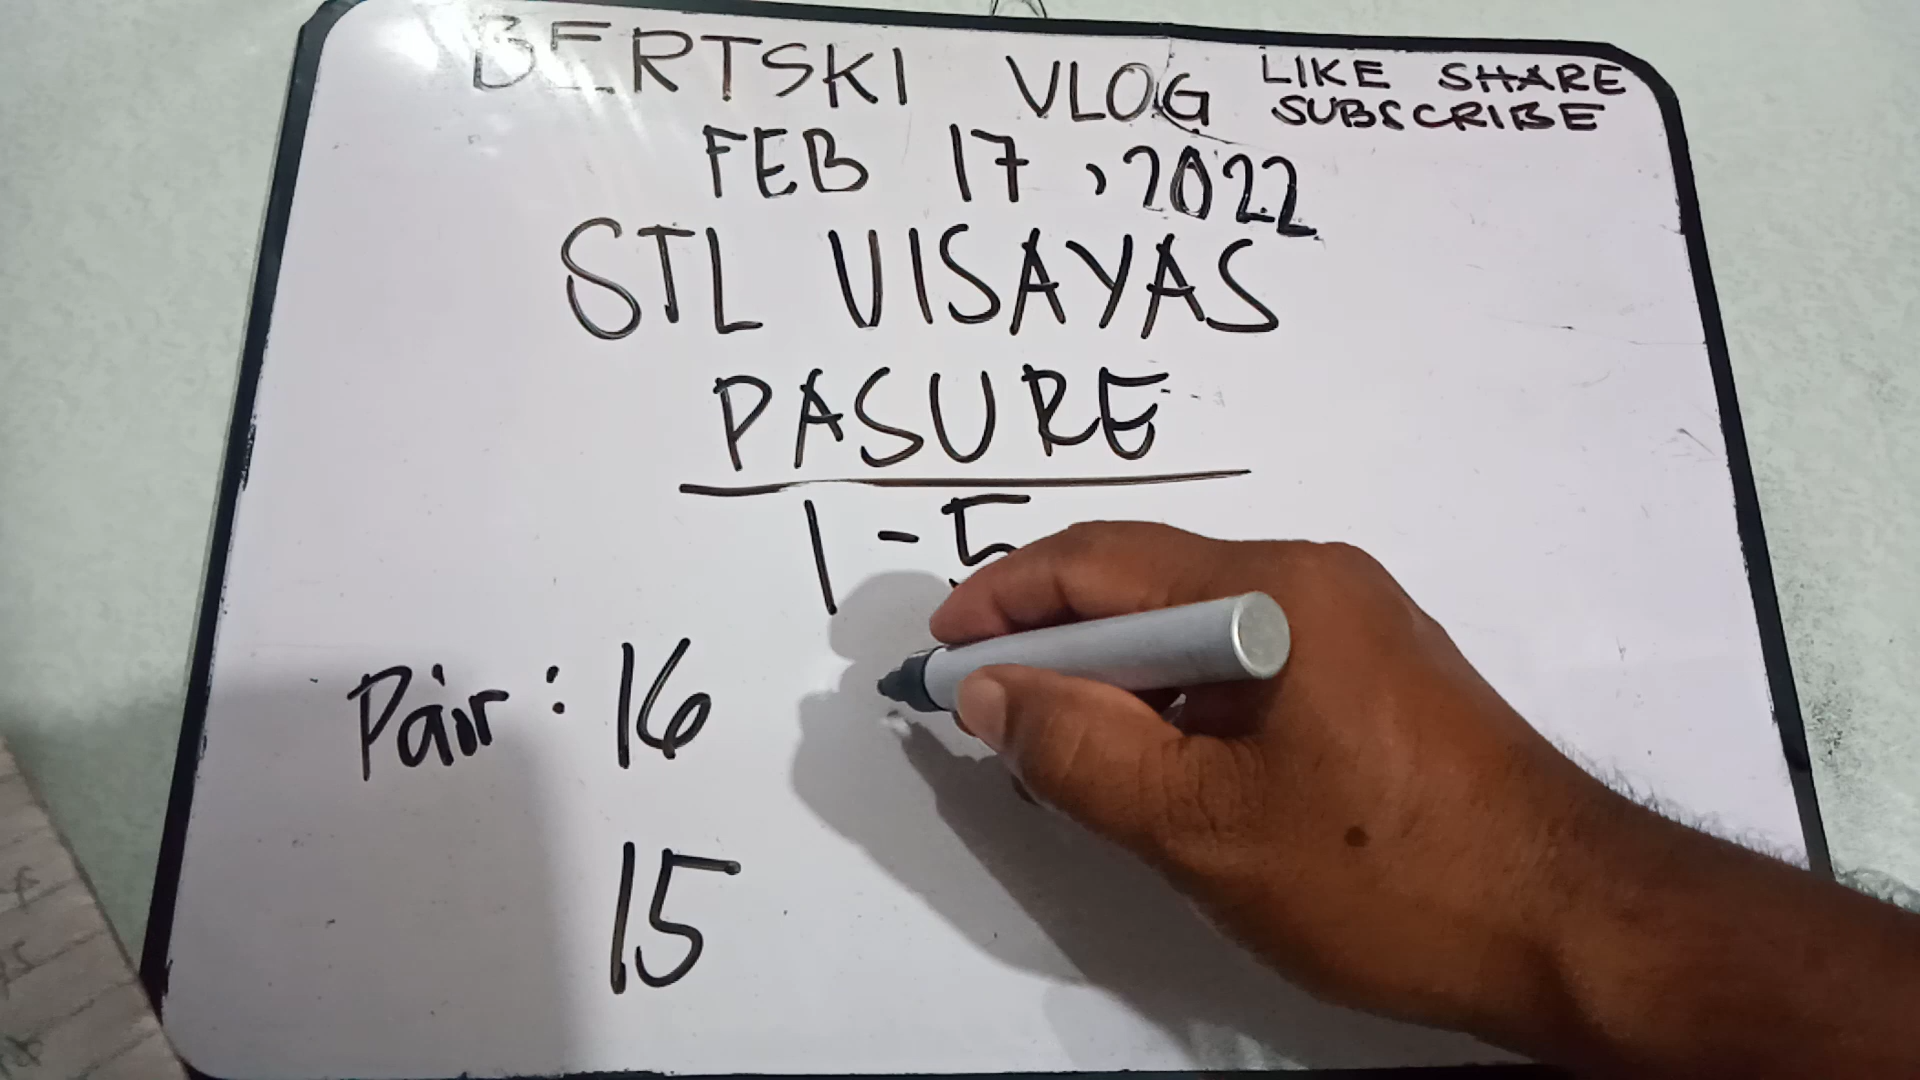 BERTSKI VLOG
LIKE SHARE
SUBSCRIBE
FEB 17, 2022
STL VISAYAS
PASURE
1-5
Pair: 16
15